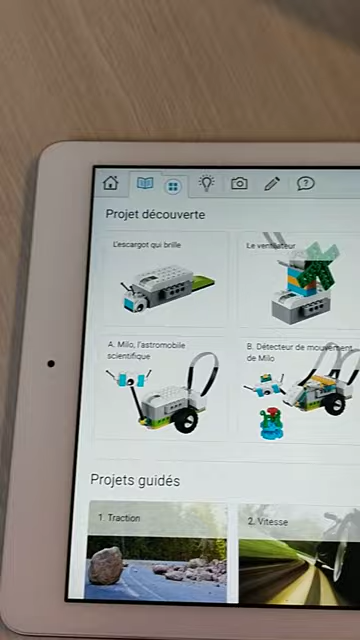 Projet découverte
L'escargot qui brille
Le ventilateur
A. Milo, l'astromobile
scientifique
B. Détecteur de mouvement
de Milo
Projets guidés
1. Traction
2. Vitesse